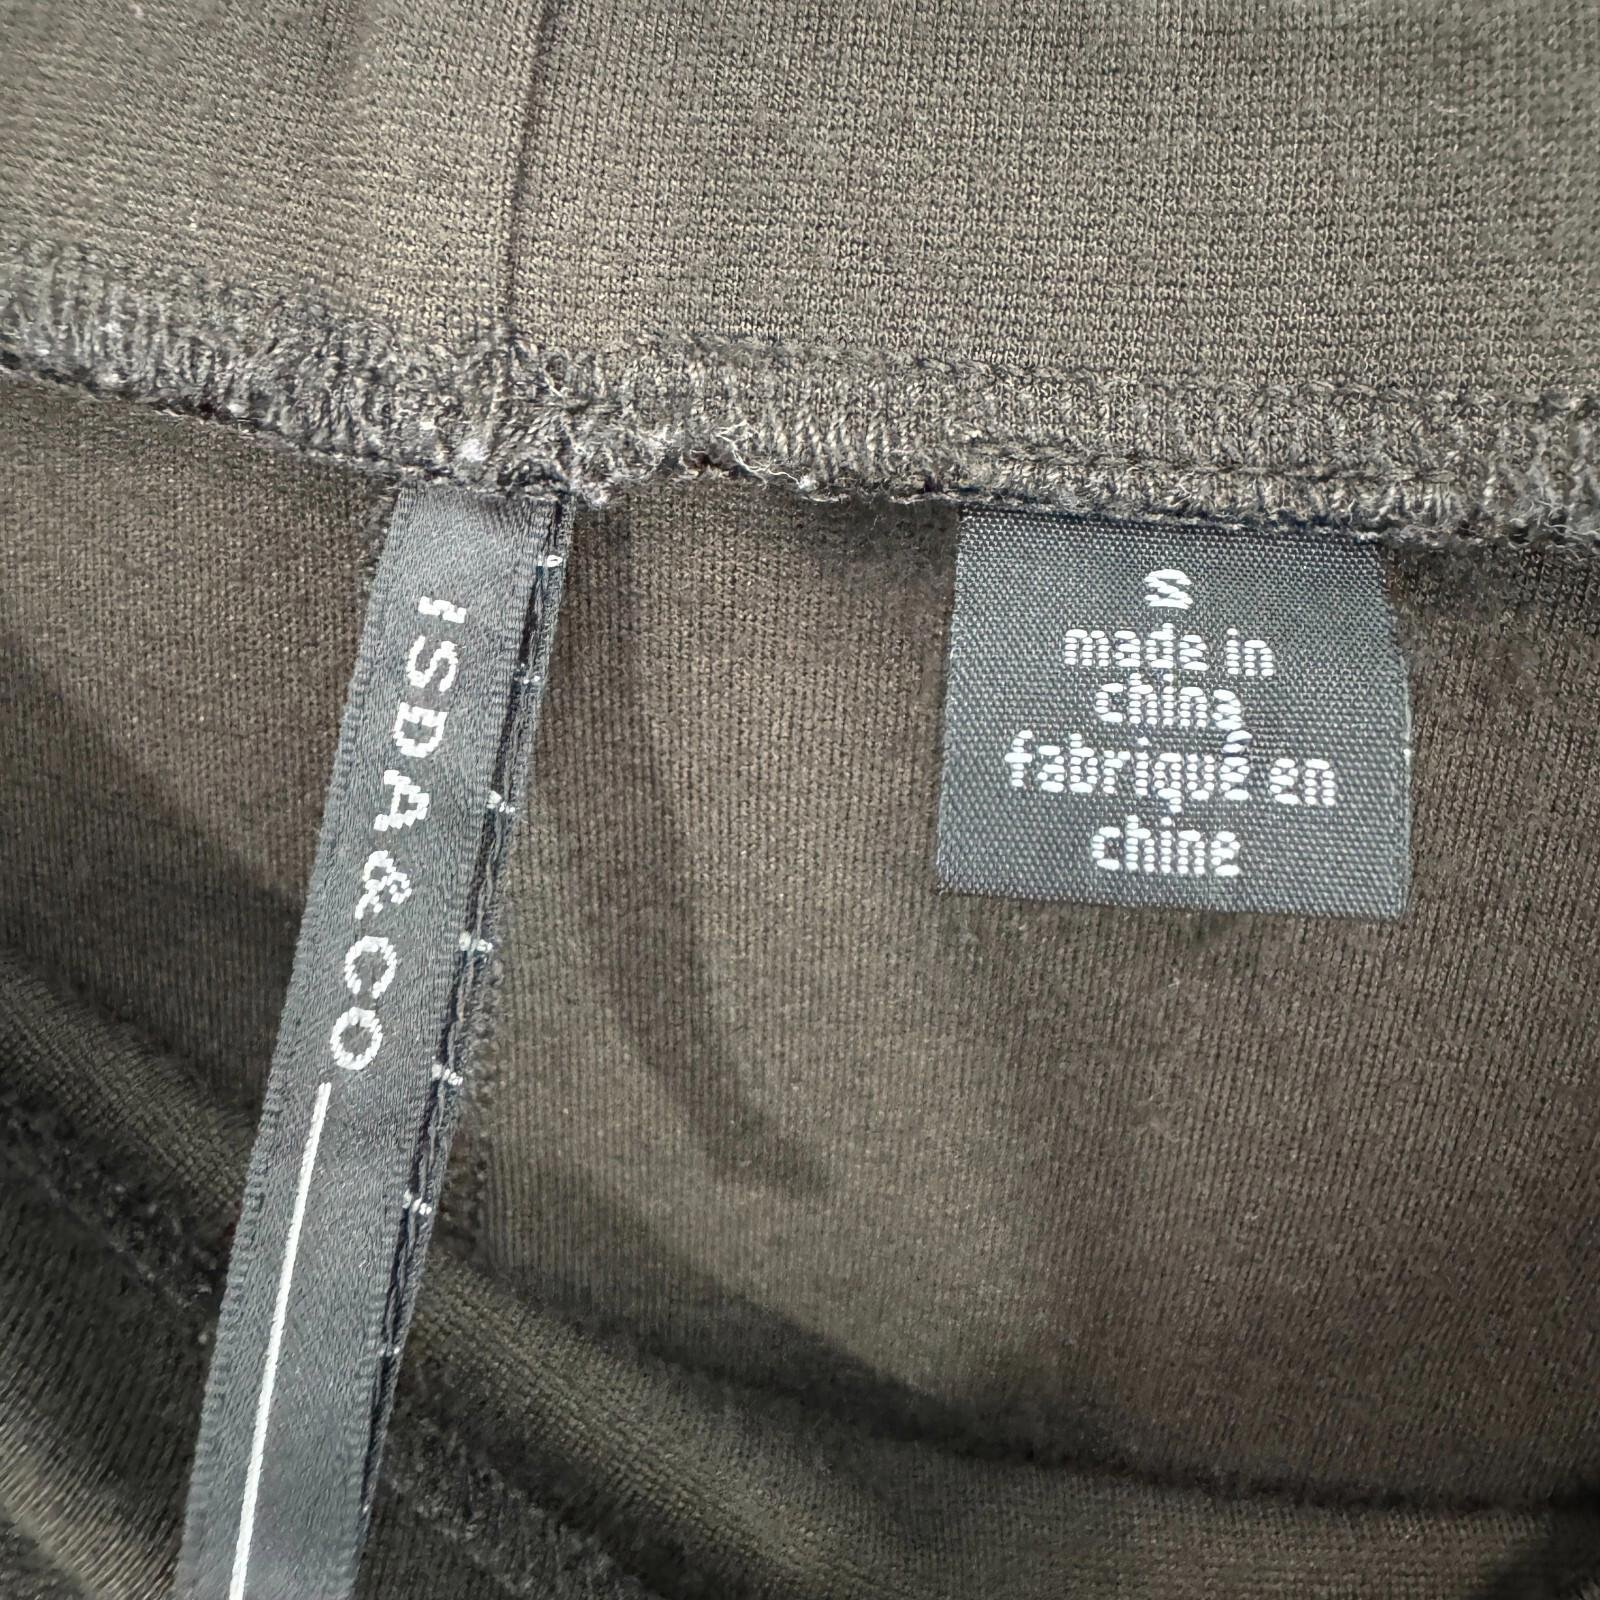 ISDA & CO
S
made in
china
fabriqué en
chine